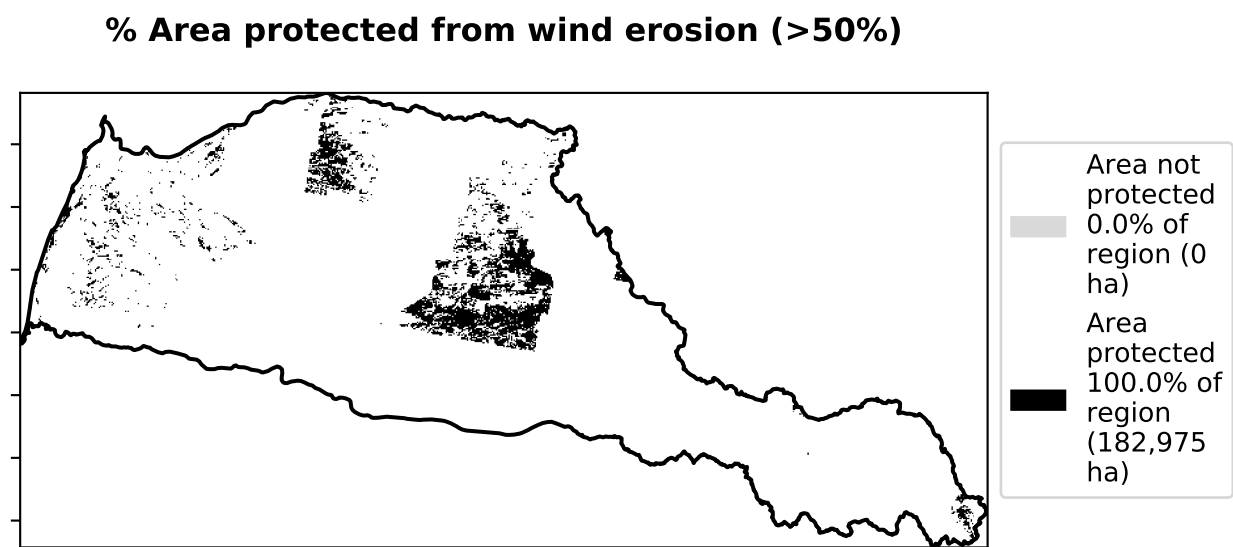 % Area protected from wind erosion (>50%)
Area not
protected
0.0% of
region (0
ha)
Area
protected
100.0% of
region
(182,975
ha)